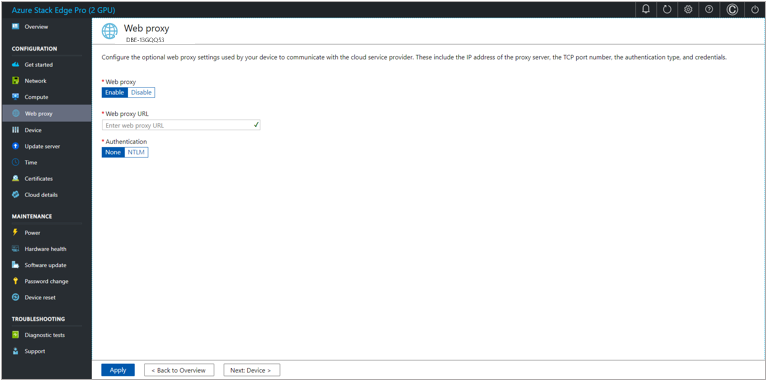 Azure Stack Edge Pro (2 GPU)
Overview
CONFIGURATION
Get started
Network
Compute
Web proxy
Device
Update server
Time
Certificates
Cloud details
MAINTENANCE
Power
Hardware health
Software update
Password change
Device reset
TROUBLESHOOTING
Diagnostic tests
Support
Web proxy
DBE-13GQQ53
Configure the optional web proxy settings used by your device to communicate with the cloud service provider. These include the IP address of the proxy server, the TCP port number, the authentication type, and credentials.
* Web proxy
Enable Disable
* Web proxy URL
Enter web proxy URL
* Authentication
None NTLM
Apply < Back to Overview Next: Device >